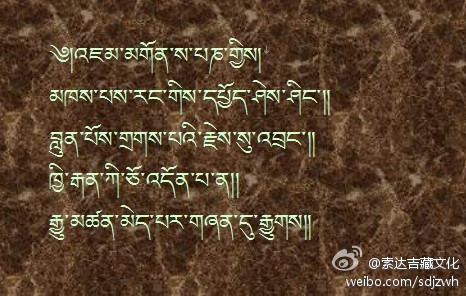 ༄༅།འཇམ་མགོན་ས་པཎ་གྱིས།
མཁས་པས་རང་གིས་དཔྱོད་ཤེས་ཤིང་།།
བླུན་པོས་གྲགས་པའི་རྗེས་སུ་འབྲང་།།
ཁྱི་རྒན་ཀི་ཅོ་འདོན་པ་ན།།
རྒྱུ་མཚན་མེད་པར་གཞན་དུ་རྒྱུགས།།
@索达吉藏文化
weibo.com/sdjzwh